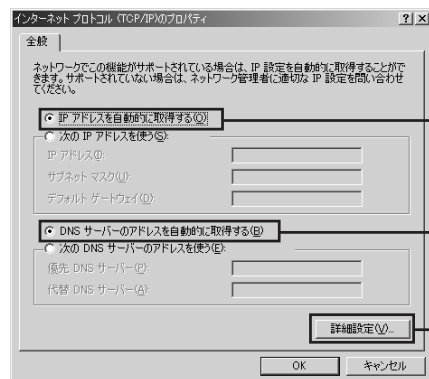 インターネット プロトコル (TCP/IP)のプロパティ
? ×
全般
ネットワークでこの機能がサポートされている場合は、IP 設定を自動的に取得することがで
きます。サポートされていない場合は、ネットワーク管理者に適切な IP 設定を問い合わせ
てください。
IP アドレスを自動的に取得する(O)
次の IP アドレスを使う(S):
IP アドレス(I):
サブネット マスク(U):
デフォルト ゲートウェイ(D):
DNS サーバーのアドレスを自動的に取得する(B)
次の DNS サーバーのアドレスを使う(E):
優先 DNS サーバー(P):
代替 DNS サーバー(A):
詳細設定(V)...
OK キャンセル